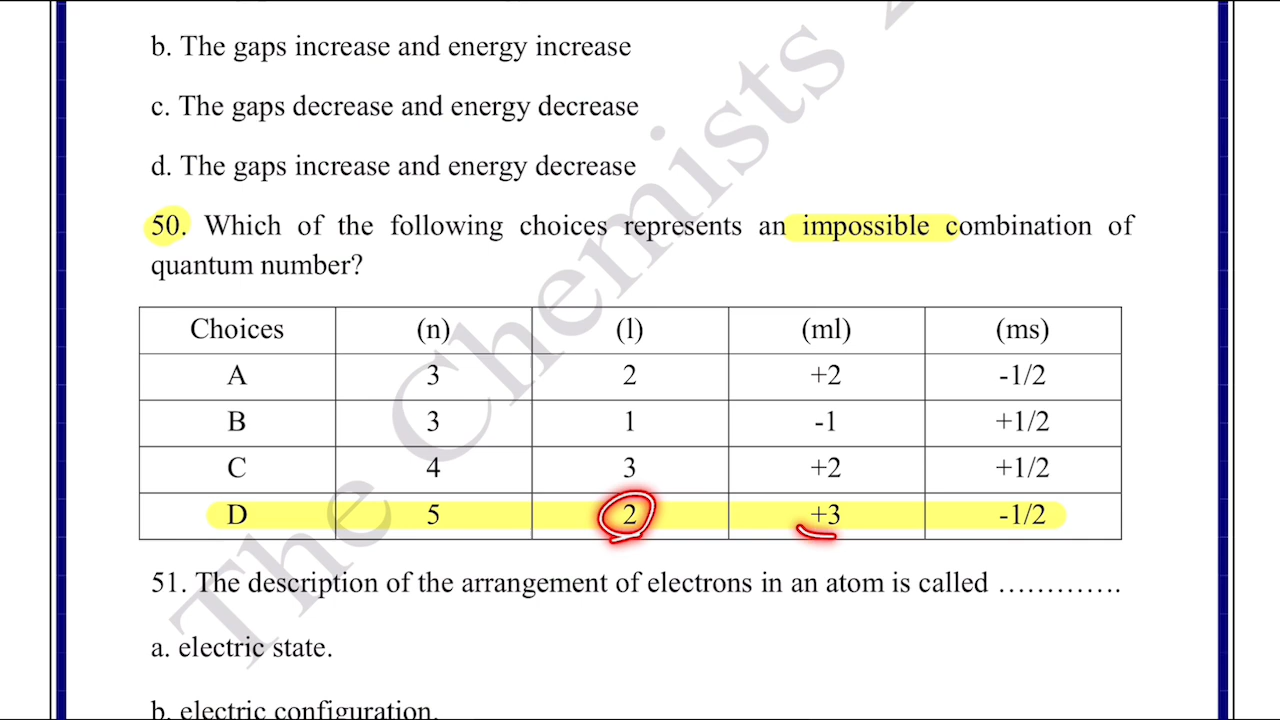 b. The gaps increase and energy increase
c. The gaps decrease and energy decrease
d. The gaps increase and energy decrease
50. Which of the following choices represents an impossible combination of
quantum number?
Choices (n) (l) (ml) (ms)
A 3 2 +2 -1/2
B 3 1 -1 +1/2
C 4 3 +2 +1/2
D 5 2 +3 -1/2
51. The description of the arrangement of electrons in an atom is called ………….
a. electric state.
b. electric configuration.
The Chemists